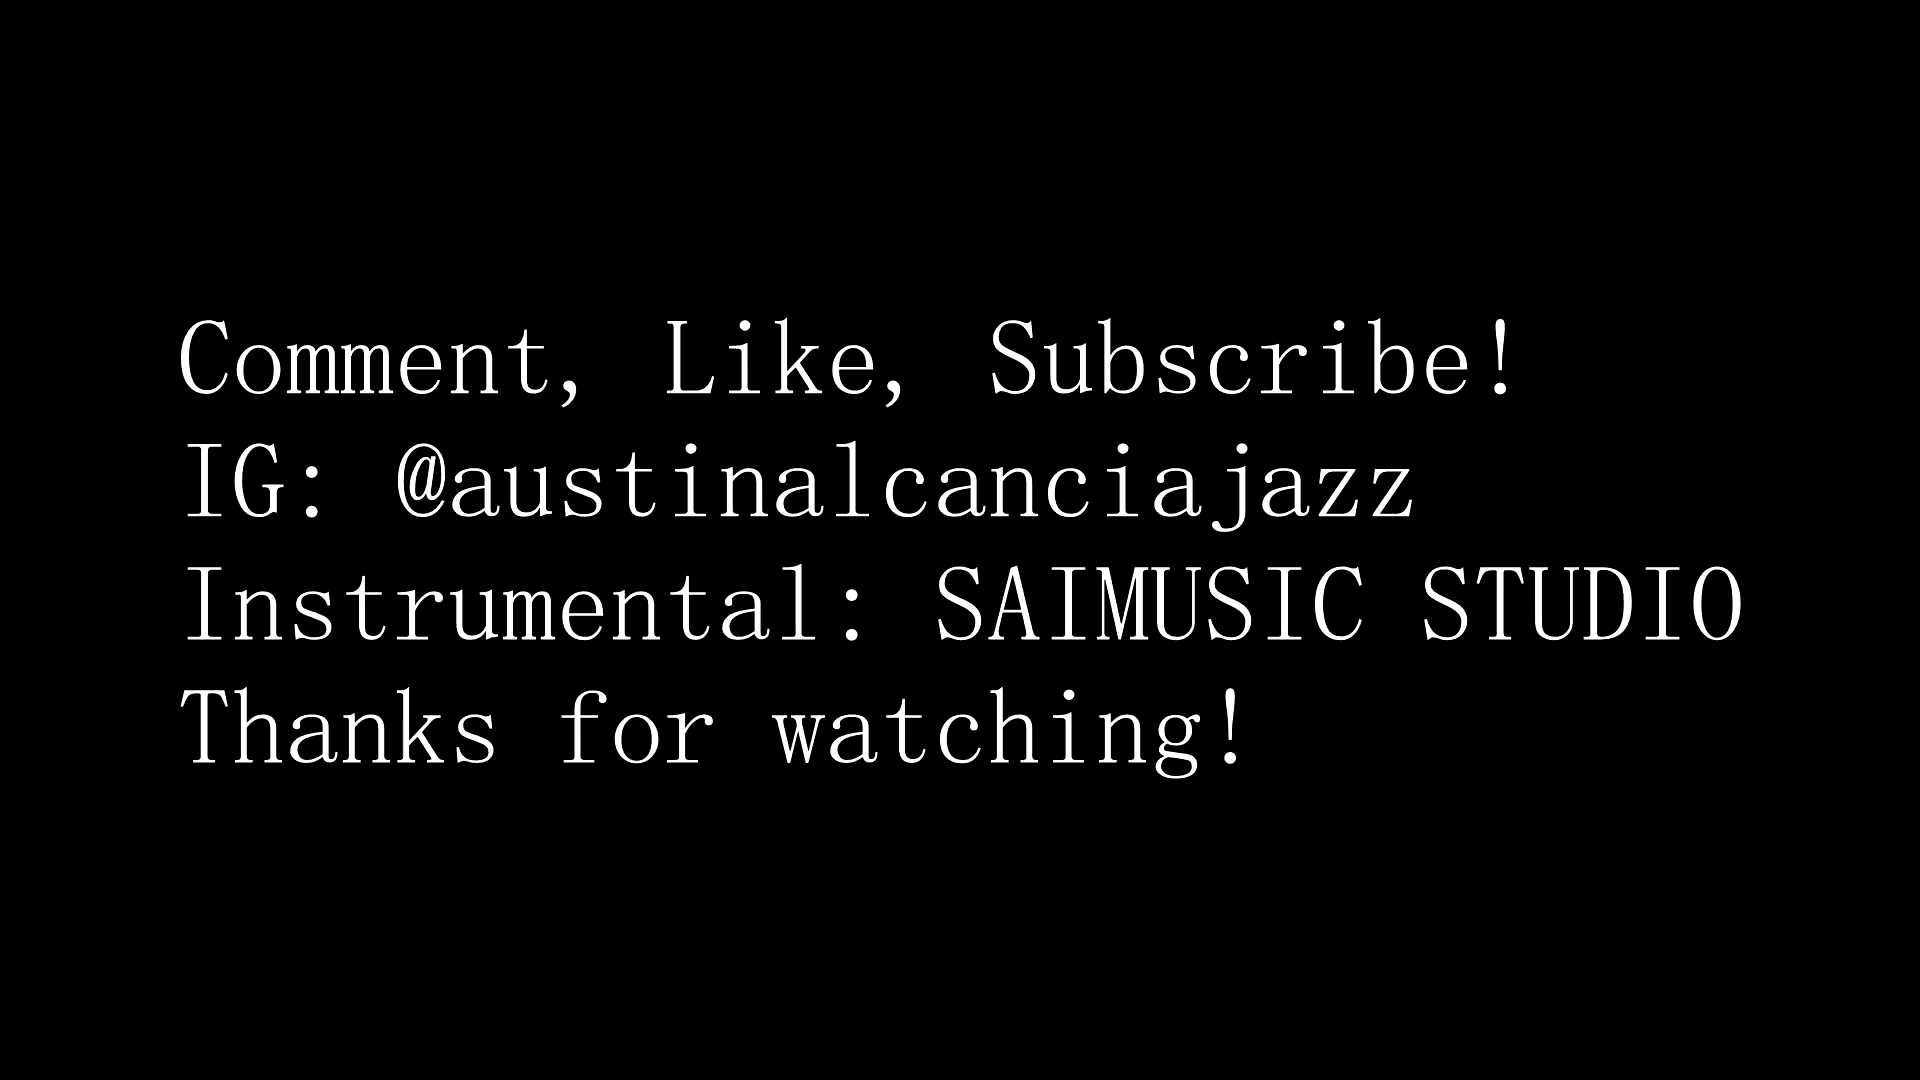 Comment, Like, Subscribe!
IG: @austinalcanciajazz
Instrumental: SAIMUSIC STUDIO
Thanks for watching!